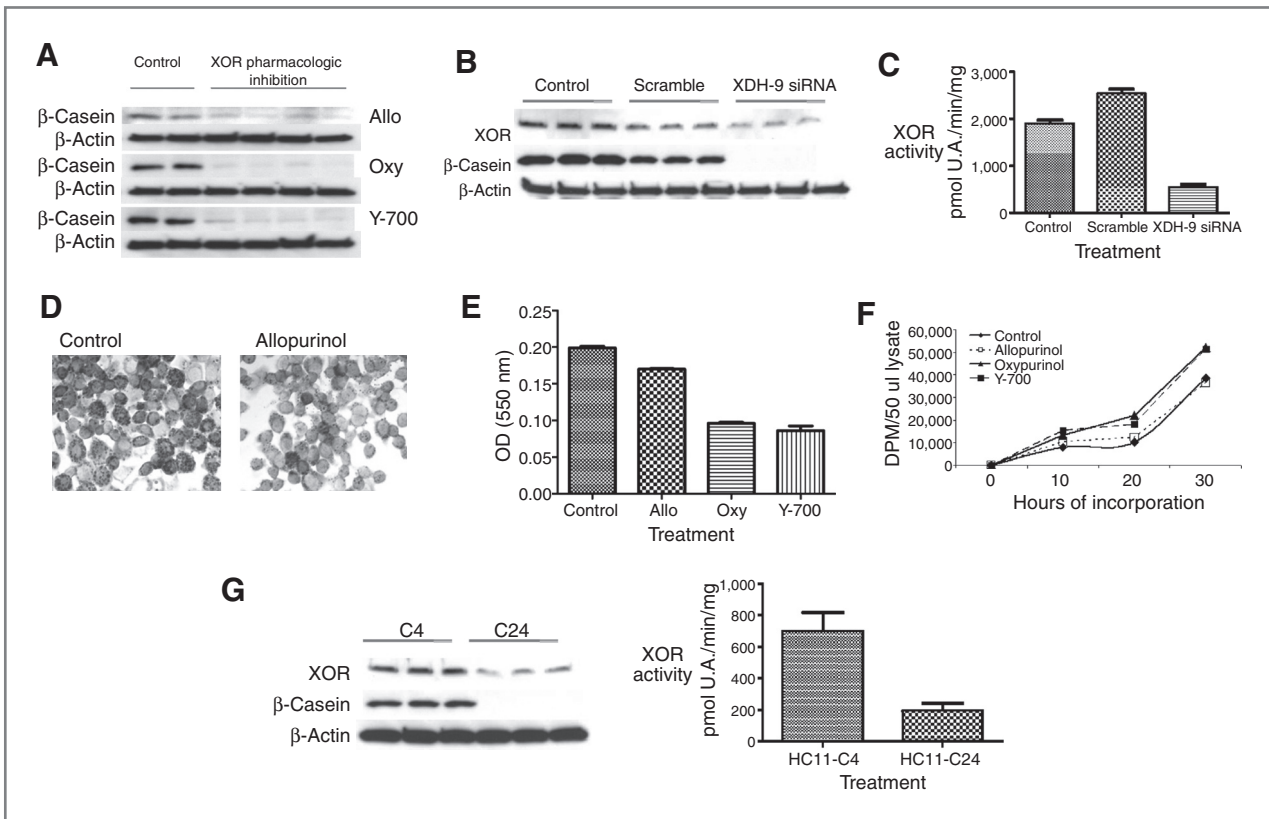 A
Control
XOR pharmacologic
inhibition
β-Casein
Allo
β-Actin
β-Casein
Oxy
β-Actin
β-Casein
Y-700
β-Actin
B
Control Scramble XDH-9 siRNA
XOR
β-Casein
β-Actin
C
XOR
activity
pmol U.A./min/mg
3,000
2,000
1,000
0
Control Scramble XDH-9 siRNA
Treatment
D
Control
Allopurinol
E
OD (550 nm)
0.25
0.20
0.15
0.10
0.05
0.00
Control Allo Oxy Y-700
Treatment
F
DPM/50 ul lysate
60,000
50,000
40,000
30,000
20,000
10,000
0
Control
Allopurinol
Oxypurinol
Y-700
0 10 20 30
Hours of incorporation
G
C4 C24
XOR
β-Casein
β-Actin
XOR
activity
pmol U.A./min/mg
1,000
800
600
400
200
0
HC11-C4 HC11-C24
Treatment